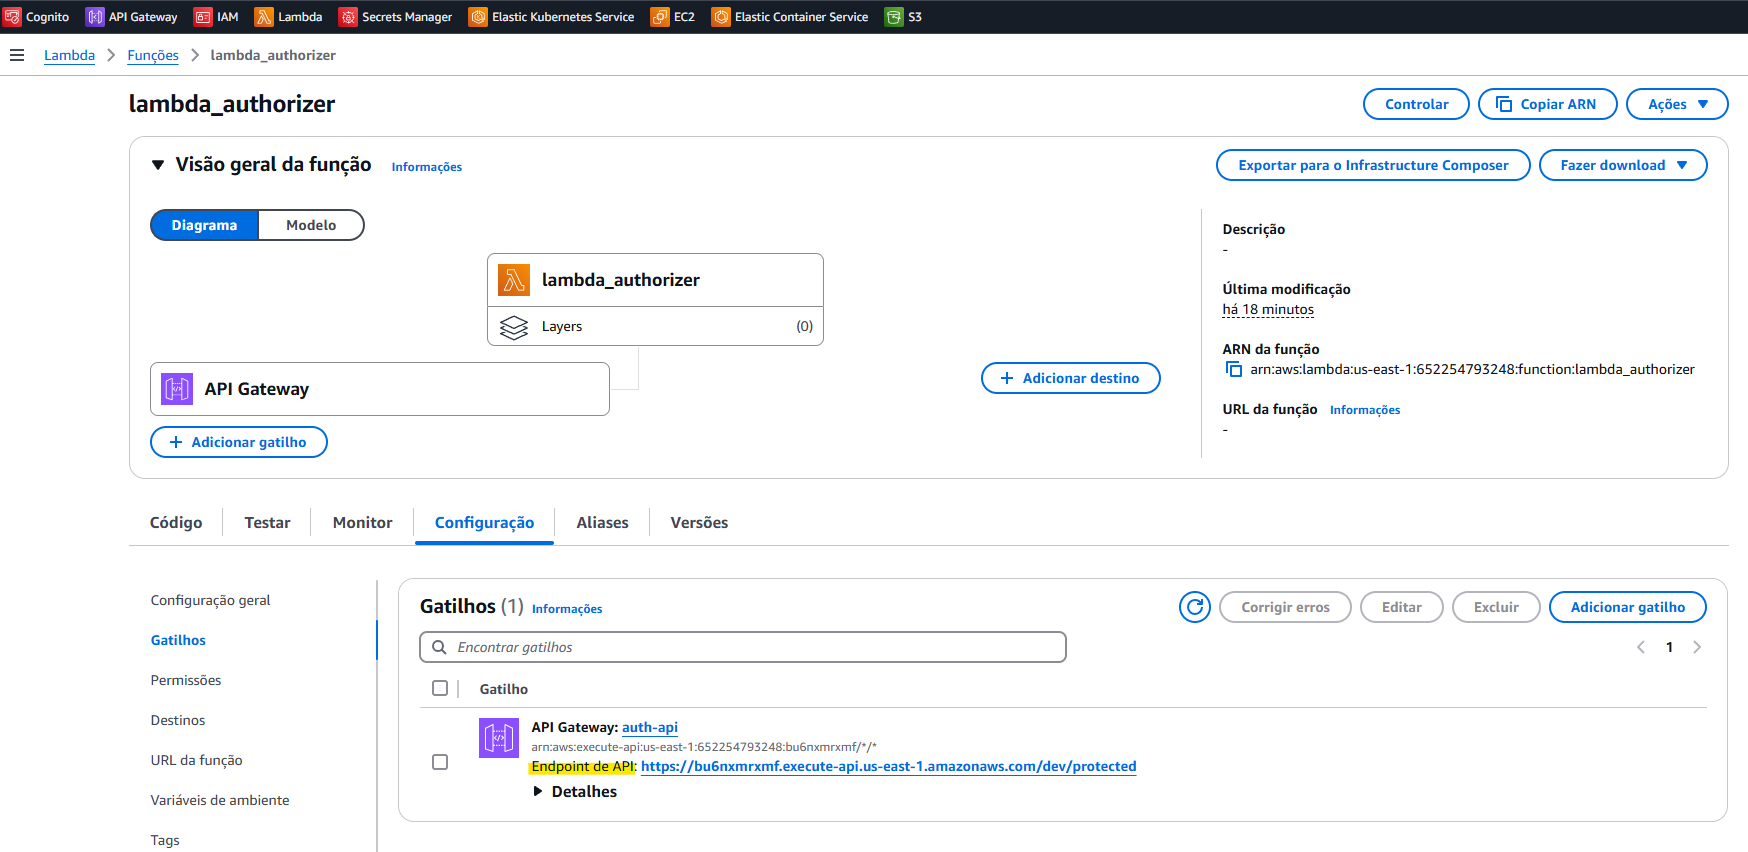 Cognito API Gateway IAM Lambda Secrets Manager Elastic Kubernetes Service EC2 Elastic Container Service S3
Lambda Funções lambda_authorizer
lambda_authorizer
Controlar Copiar ARN Ações
Visão geral da função Informações
Exportar para o Infrastructure Composer Fazer download
Diagrama Modelo
lambda_authorizer
Layers (0)
API Gateway
Adicionar gatilho
Adicionar destino
Descrição
-
Última modificação
há 18 minutos
ARN da função
arn:aws:lambda:us-east-1:652254793248:function:lambda_authorizer
URL da função Informações
-
Código Testar Monitor Configuração Aliases Versões
Configuração geral
Gatilhos
Permissões
Destinos
URL da função
Variáveis de ambiente
Tags
Gatilhos (1) Informações
Corrigir erros Editar Excluir Adicionar gatilho
Encontrar gatilhos
1
Gatilho
API Gateway: auth-api
arn:aws:execute-api:us-east-1:652254793248:bu6nxmrxmf/*/*
Endpoint de API: https://bu6nxmrxmf.execute-api.us-east-1.amazonaws.com/dev/protected
Detalhes